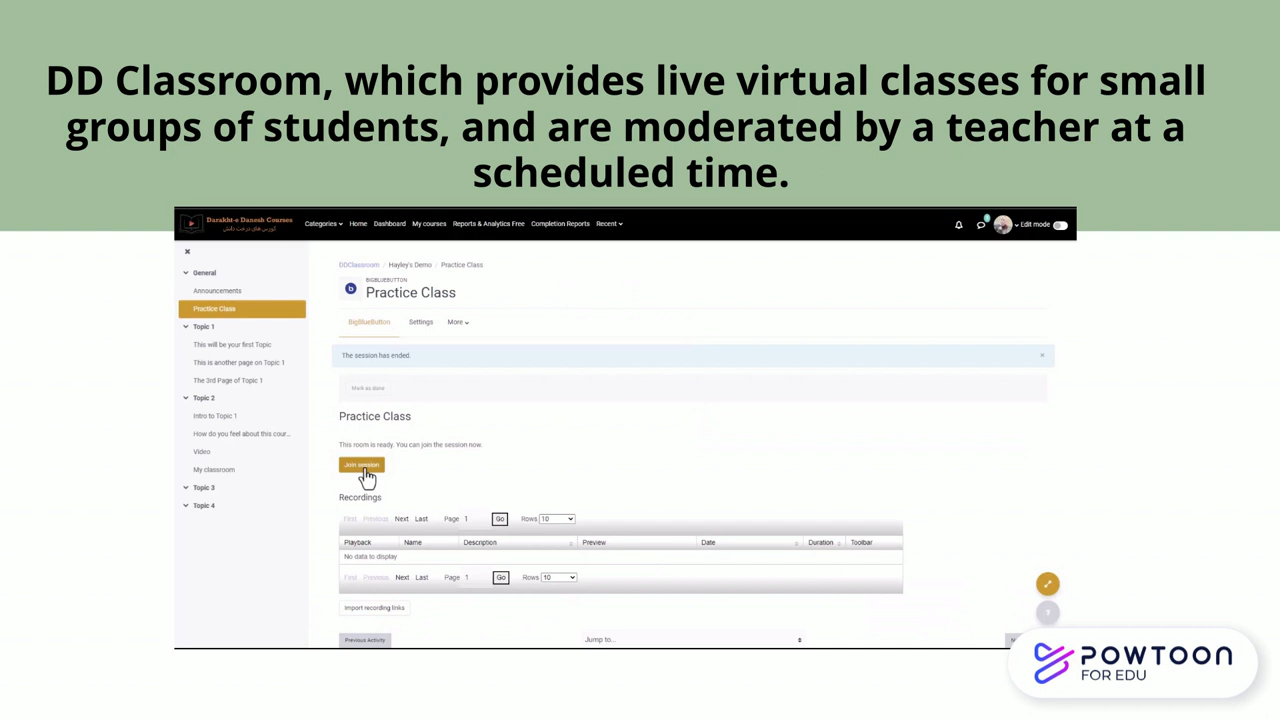 DD Classroom, which provides live virtual classes for small
groups of students, and are moderated by a teacher at a
scheduled time.
Darakht-e Danesh Courses
کورس های درخت دانش
Categories Home Dashboard My courses Reports & Analytics Free Completion Reports Recent
Edit mode
General
Announcements
Practice Class
Topic 1
This will be your first Topic
This is another page on Topic 1
The 3rd Page of Topic 1
Topic 2
Intro to Topic 1
How do you feel about this cour...
Video
My classroom
Topic 3
Topic 4
DDClassroom / Hayley's Demo / Practice Class
BIGBLUEBUTTON
b
Practice Class
BigBlueButton Settings More
The session has ended.
Mark as done
Practice Class
This room is ready. You can join the session now.
Join session
Recordings
First Previous Next Last Page 1 Go Rows 10
Playback Name Description Preview Date Duration Toolbar
No data to display
First Previous Next Last Page 1 Go Rows 10
Import recording links
Previous Activity Jump to...
POWTOON
FOR EDU